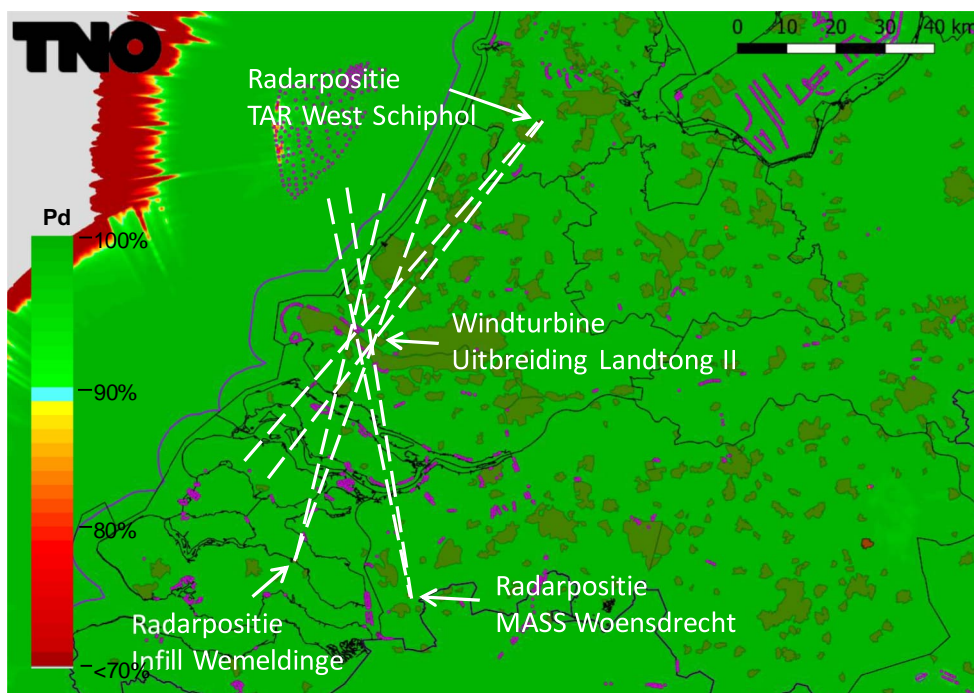 TNO
0 10 20 30 40 km
Radarpositie
TAR West Schiphol
Pd
100%
90%
80%
<70%
Windturbine
Uitbreiding Landtong II
Radarpositie
MASS Woensdrecht
Radarpositie
Infill Wemeldinge